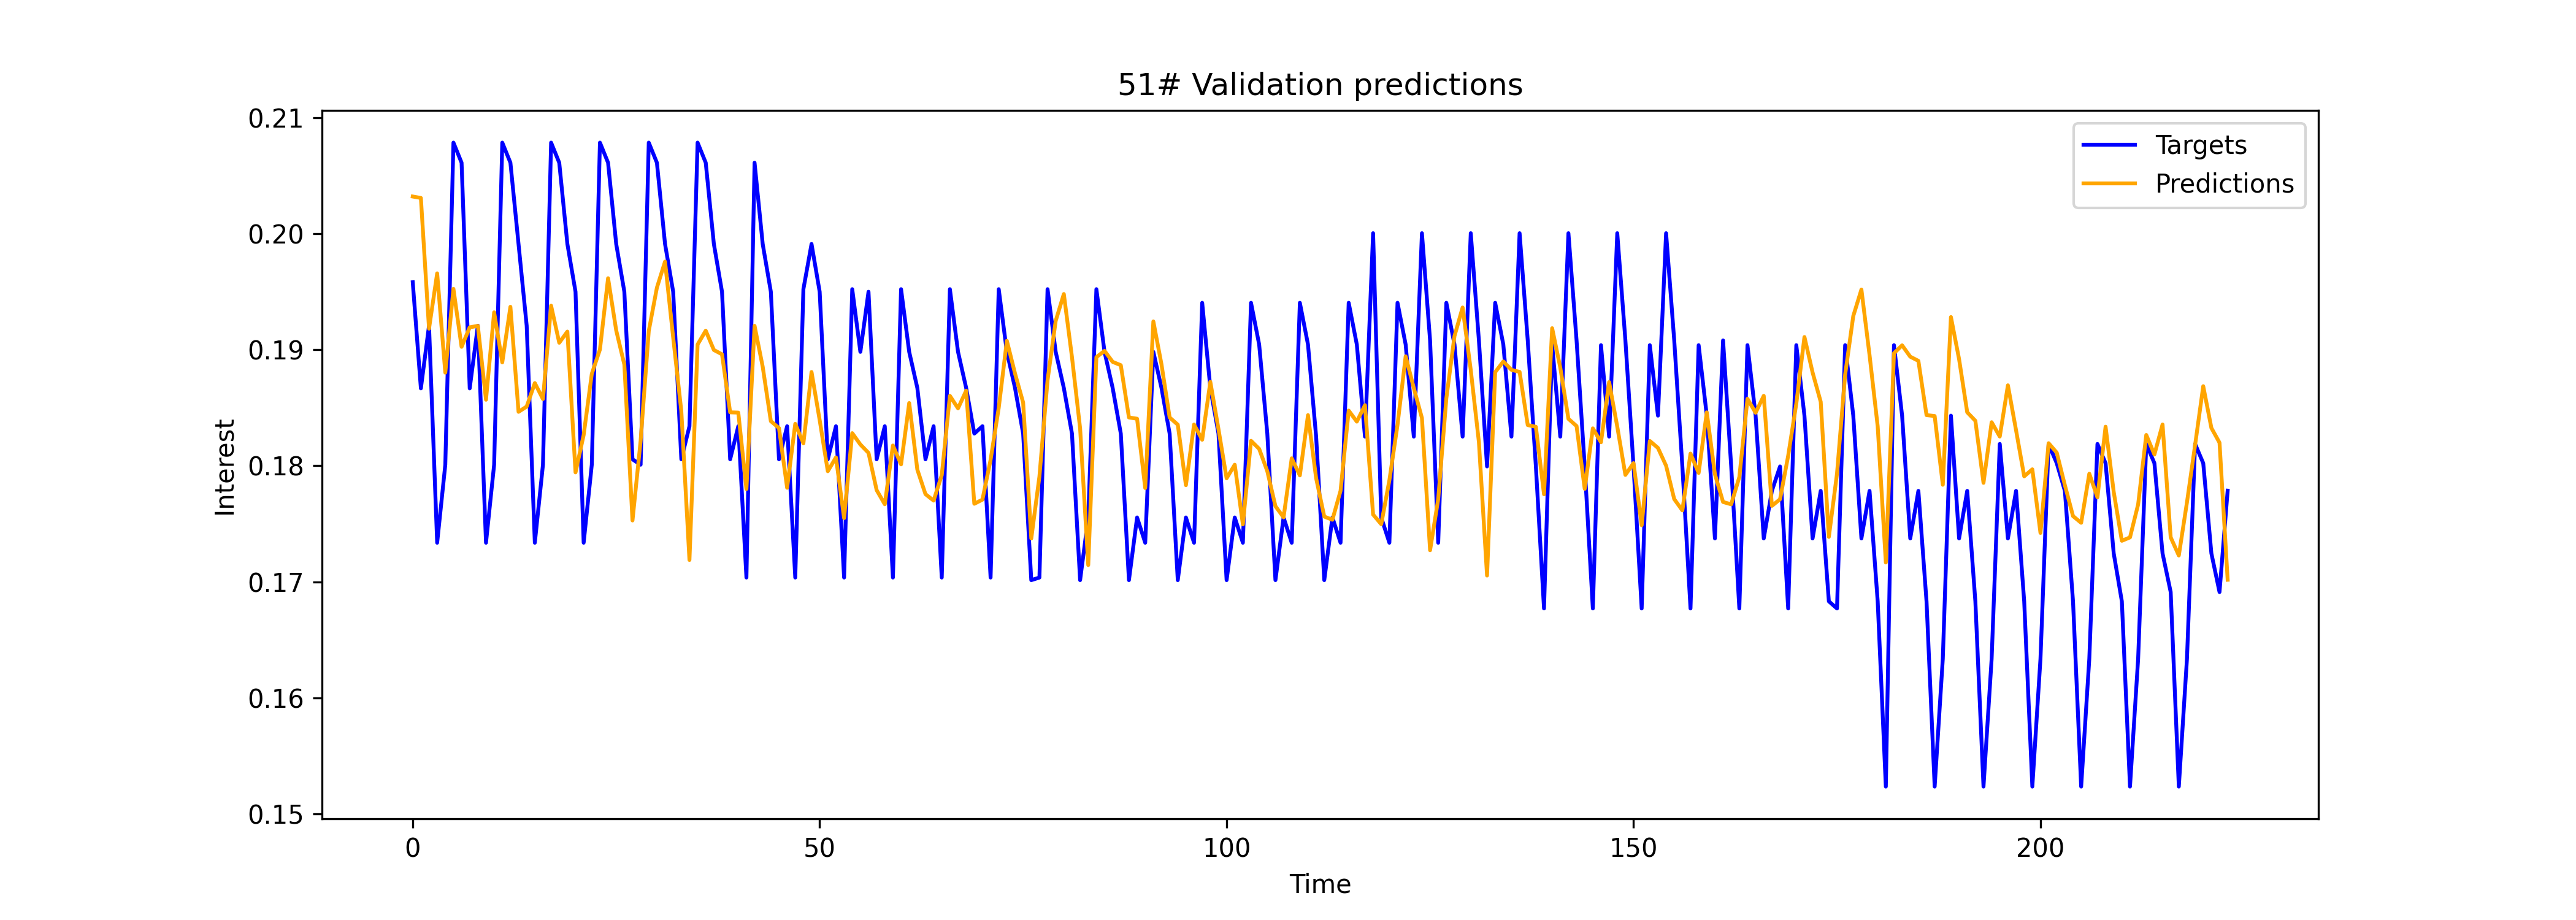 51# Validation predictions
0.21
0.20
0.19
0.18
0.17
0.16
0.15
Interest
0 50 100 150 200
Time
Targets
Predictions